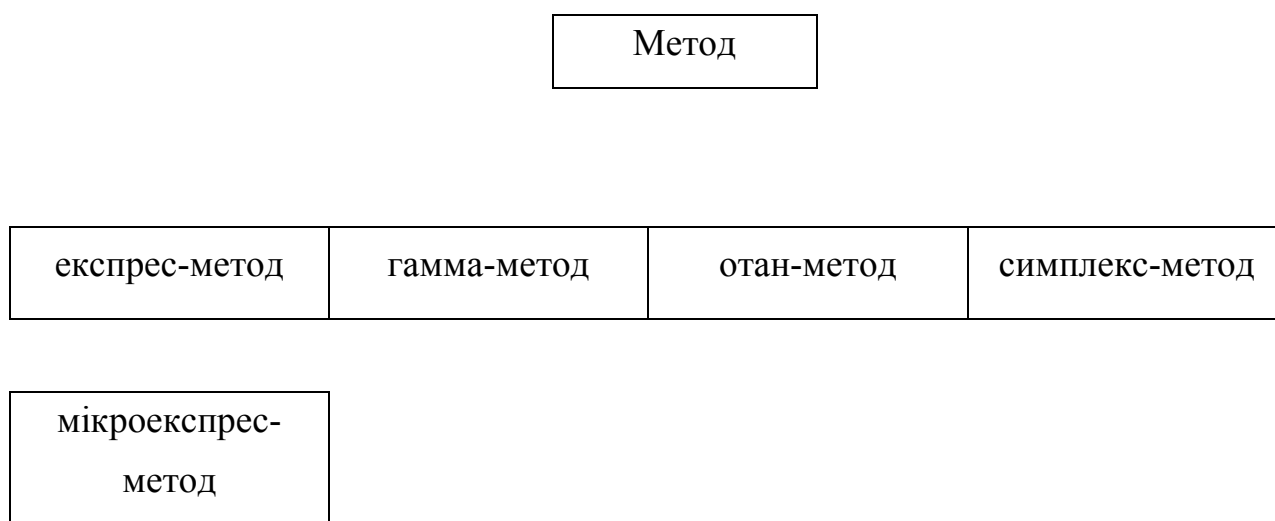 Метод
експрес-метод гамма-метод отан-метод симплекс-метод
мікроекспрес-
метод